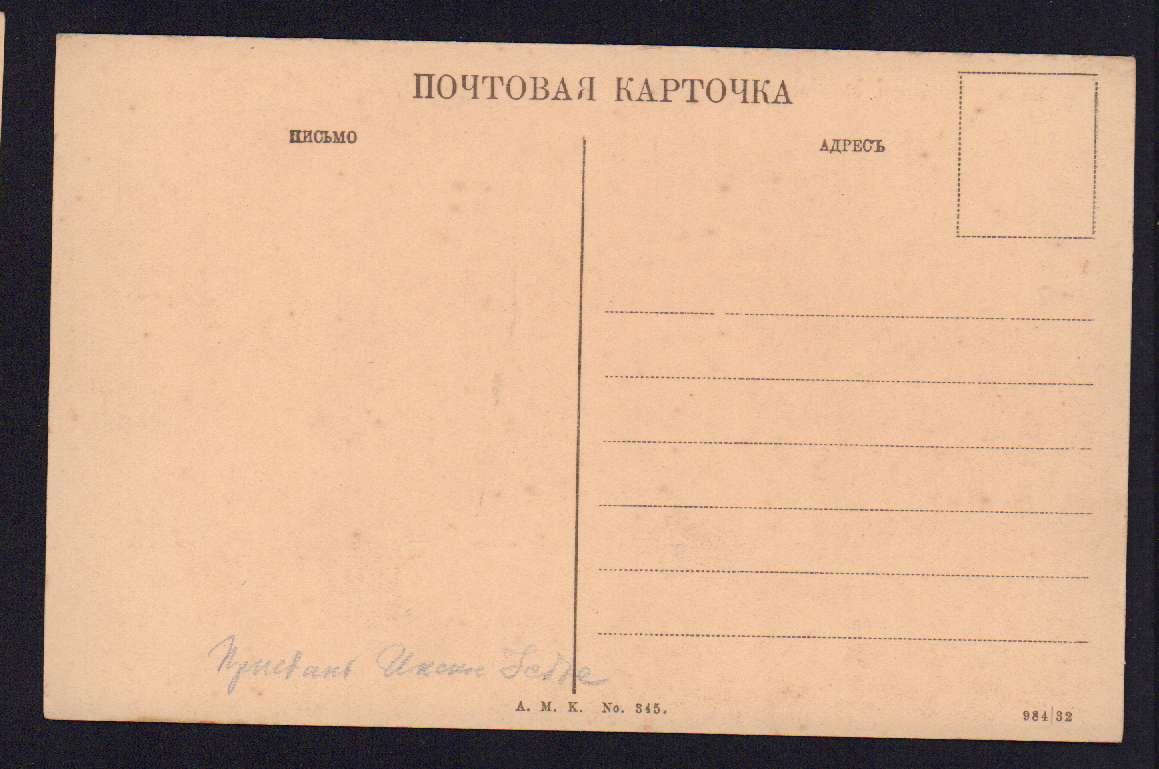 ПОЧТОВАЯ КАРТОЧКА
ПИСЬМО
АДРЕСЪ
А. М. К. No. 345.
984|32